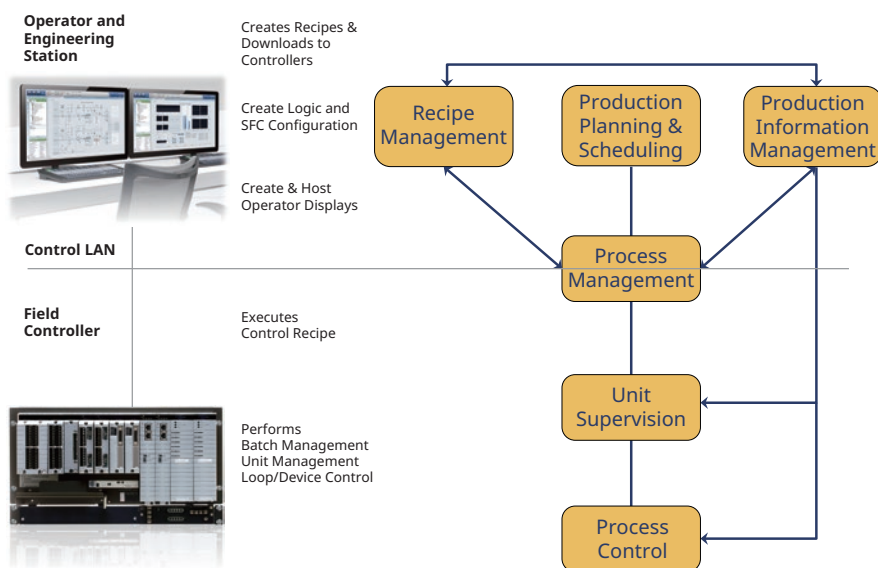 Operator and
Engineering
Station
Creates Recipes &
Downloads to
Controllers
Create Logic and
SFC Configuration
Create & Host
Operator Displays
Recipe
Management
Production
Planning &
Scheduling
Production
Information
Management
Control LAN
Process
Management
Field
Controller
Executes
Control Recipe
Unit
Supervision
Performs
Batch Management
Unit Management
Loop/Device Control
Process
Control